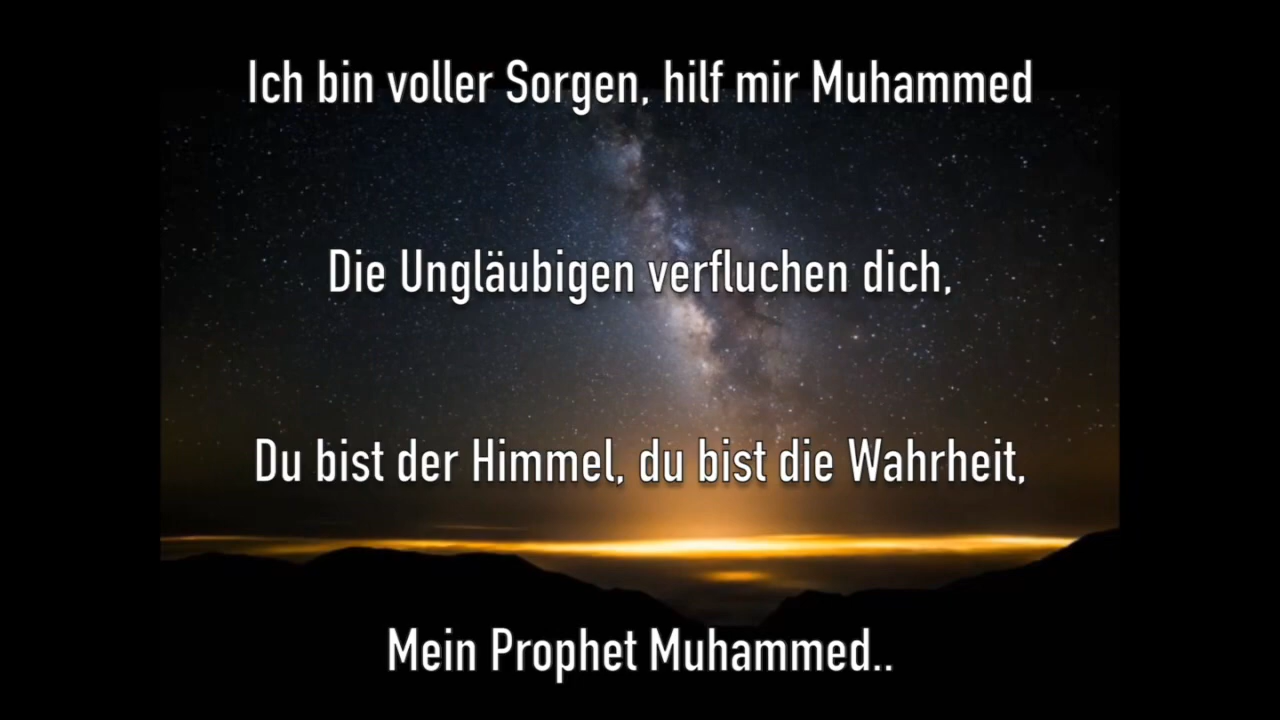 Ich bin voller Sorgen, hilf mir Muhammed
Die Ungläubigen verfluchen dich,
Du bist der Himmel, du bist die Wahrheit,
Mein Prophet Muhammed..